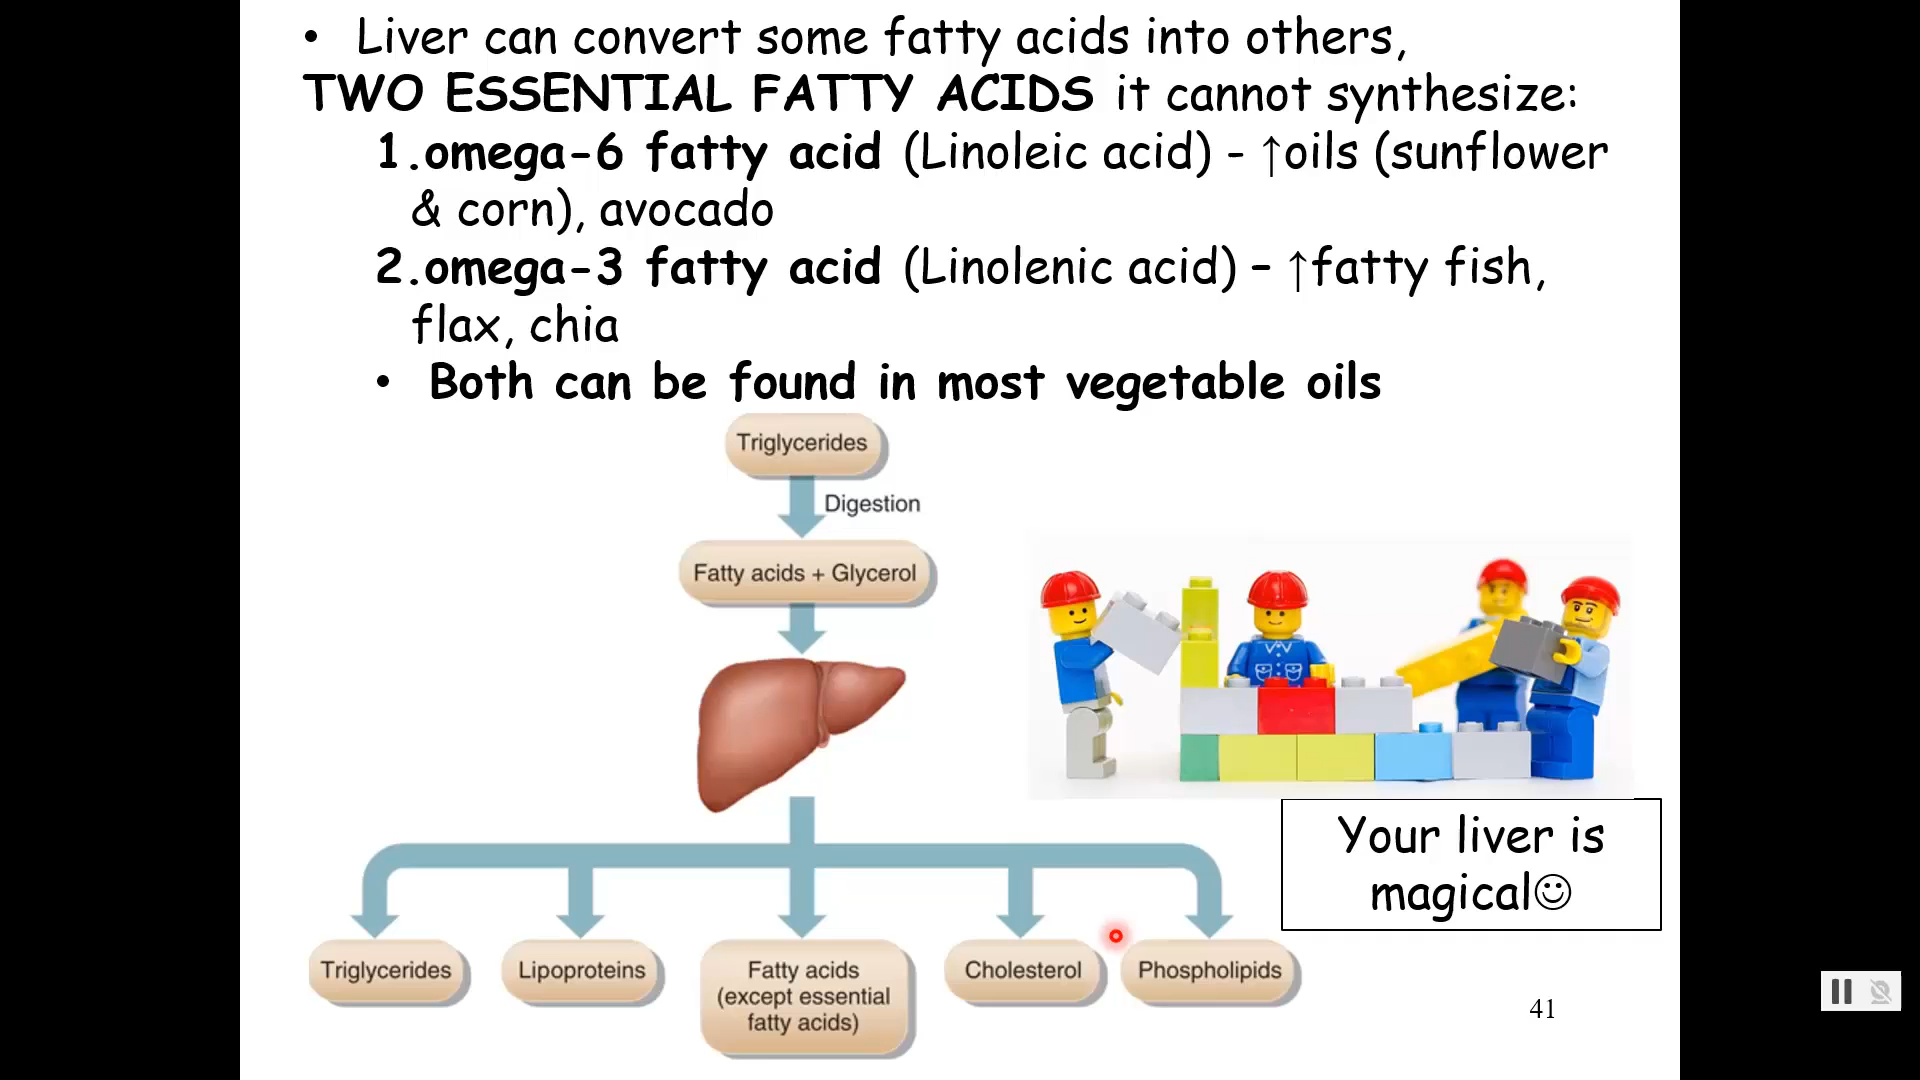 • Liver can convert some fatty acids into others,
TWO ESSENTIAL FATTY ACIDS it cannot synthesize:
1.omega-6 fatty acid (Linoleic acid) - ↑oils (sunflower
& corn), avocado
2.omega-3 fatty acid (Linolenic acid) – ↑fatty fish,
flax, chia
• Both can be found in most vegetable oils
Triglycerides
Digestion
Fatty acids + Glycerol
Your liver is
magical☺
Triglycerides
Lipoproteins
Fatty acids
(except essential
fatty acids)
Cholesterol
Phospholipids
41